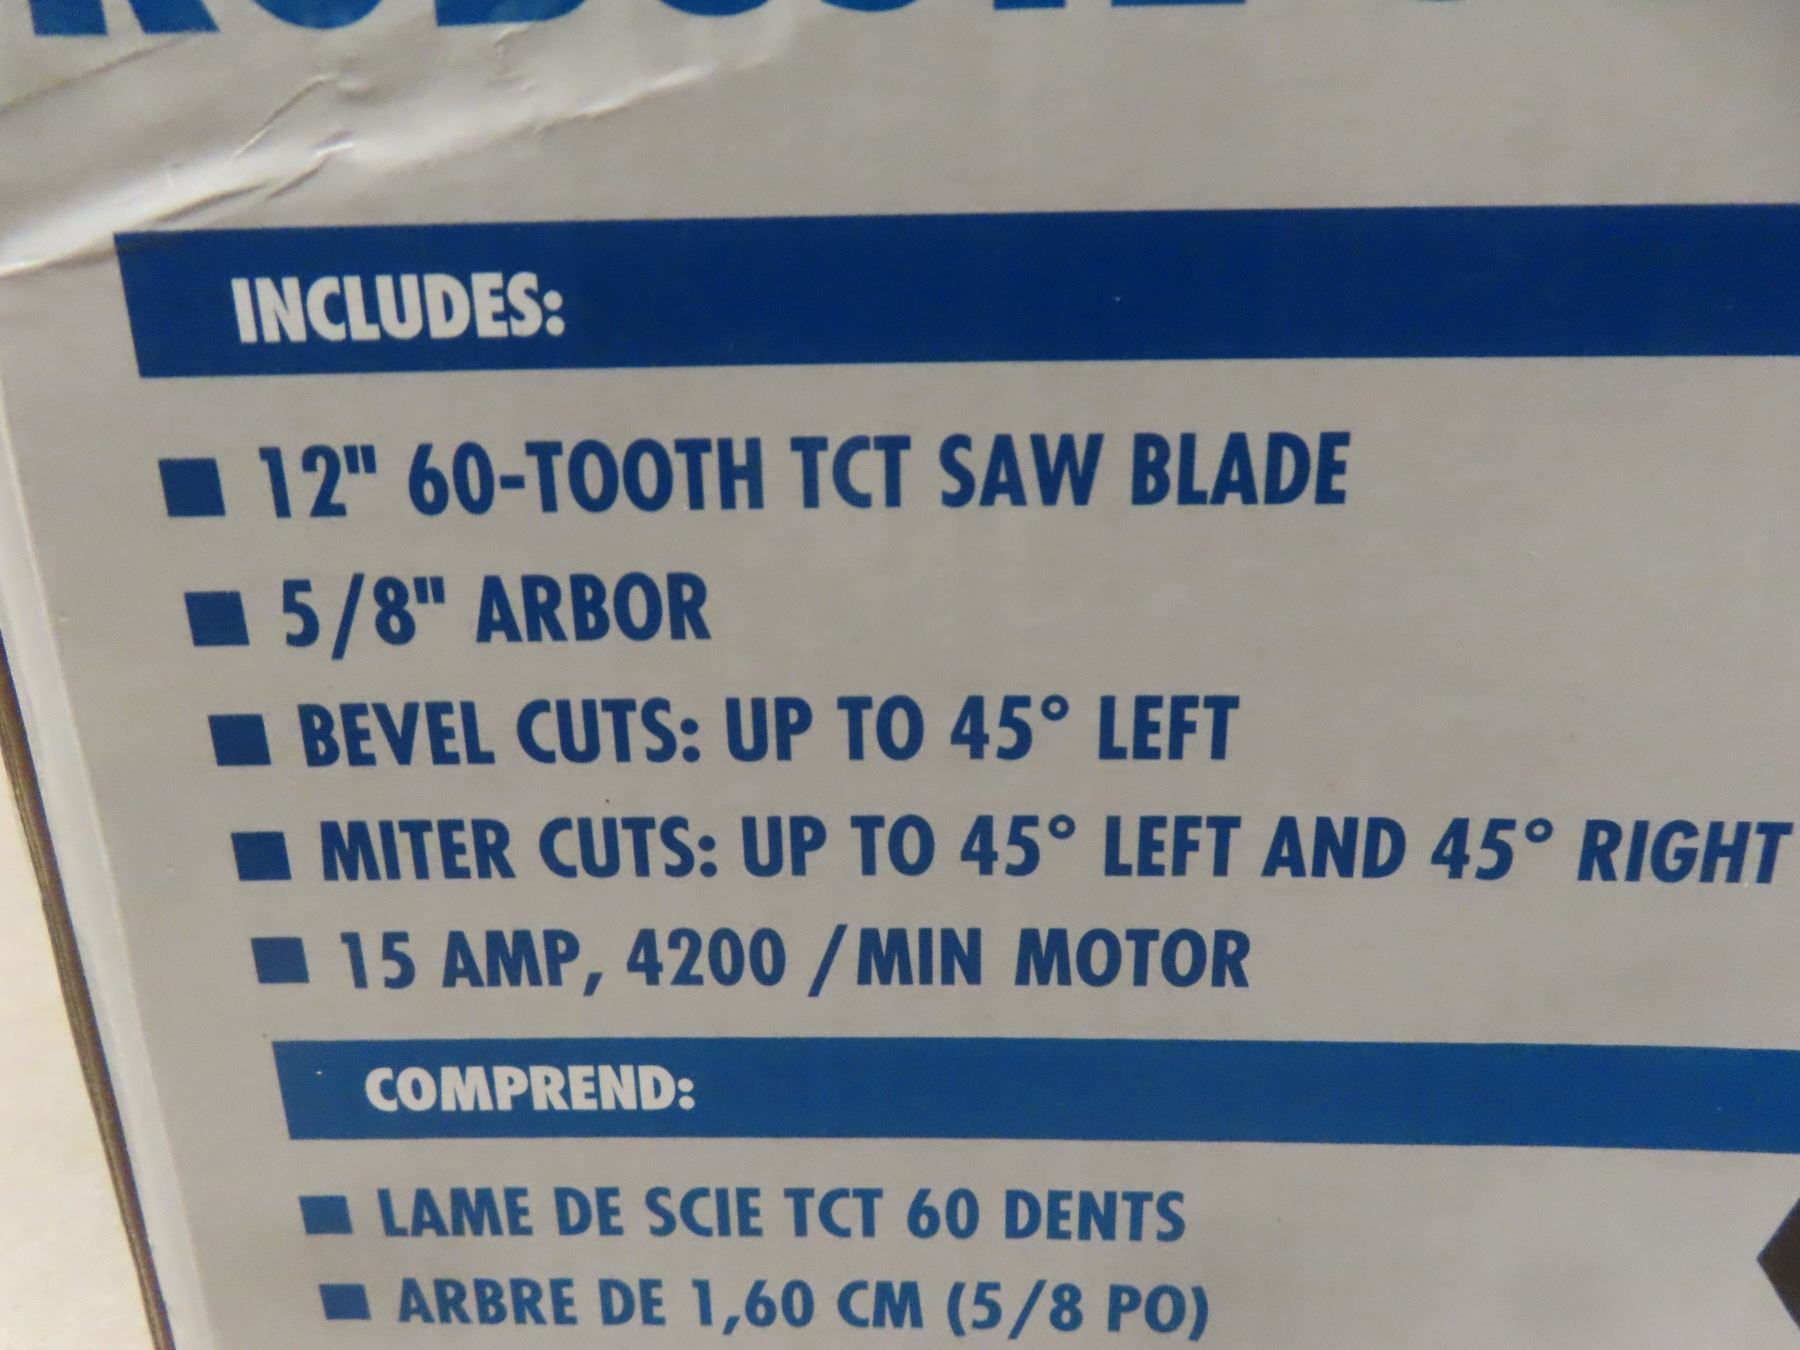 INCLUDES:
■ 12" 60-TOOTH TCT SAW BLADE
■ 5/8" ARBOR
■ BEVEL CUTS: UP TO 45° LEFT
■ MITER CUTS: UP TO 45° LEFT AND 45° RIGHT
■ 15 AMP, 4200 /MIN MOTOR
COMPREND:
■ LAME DE SCIE TCT 60 DENTS
■ ARBRE DE 1,60 CM (5/8 PO)